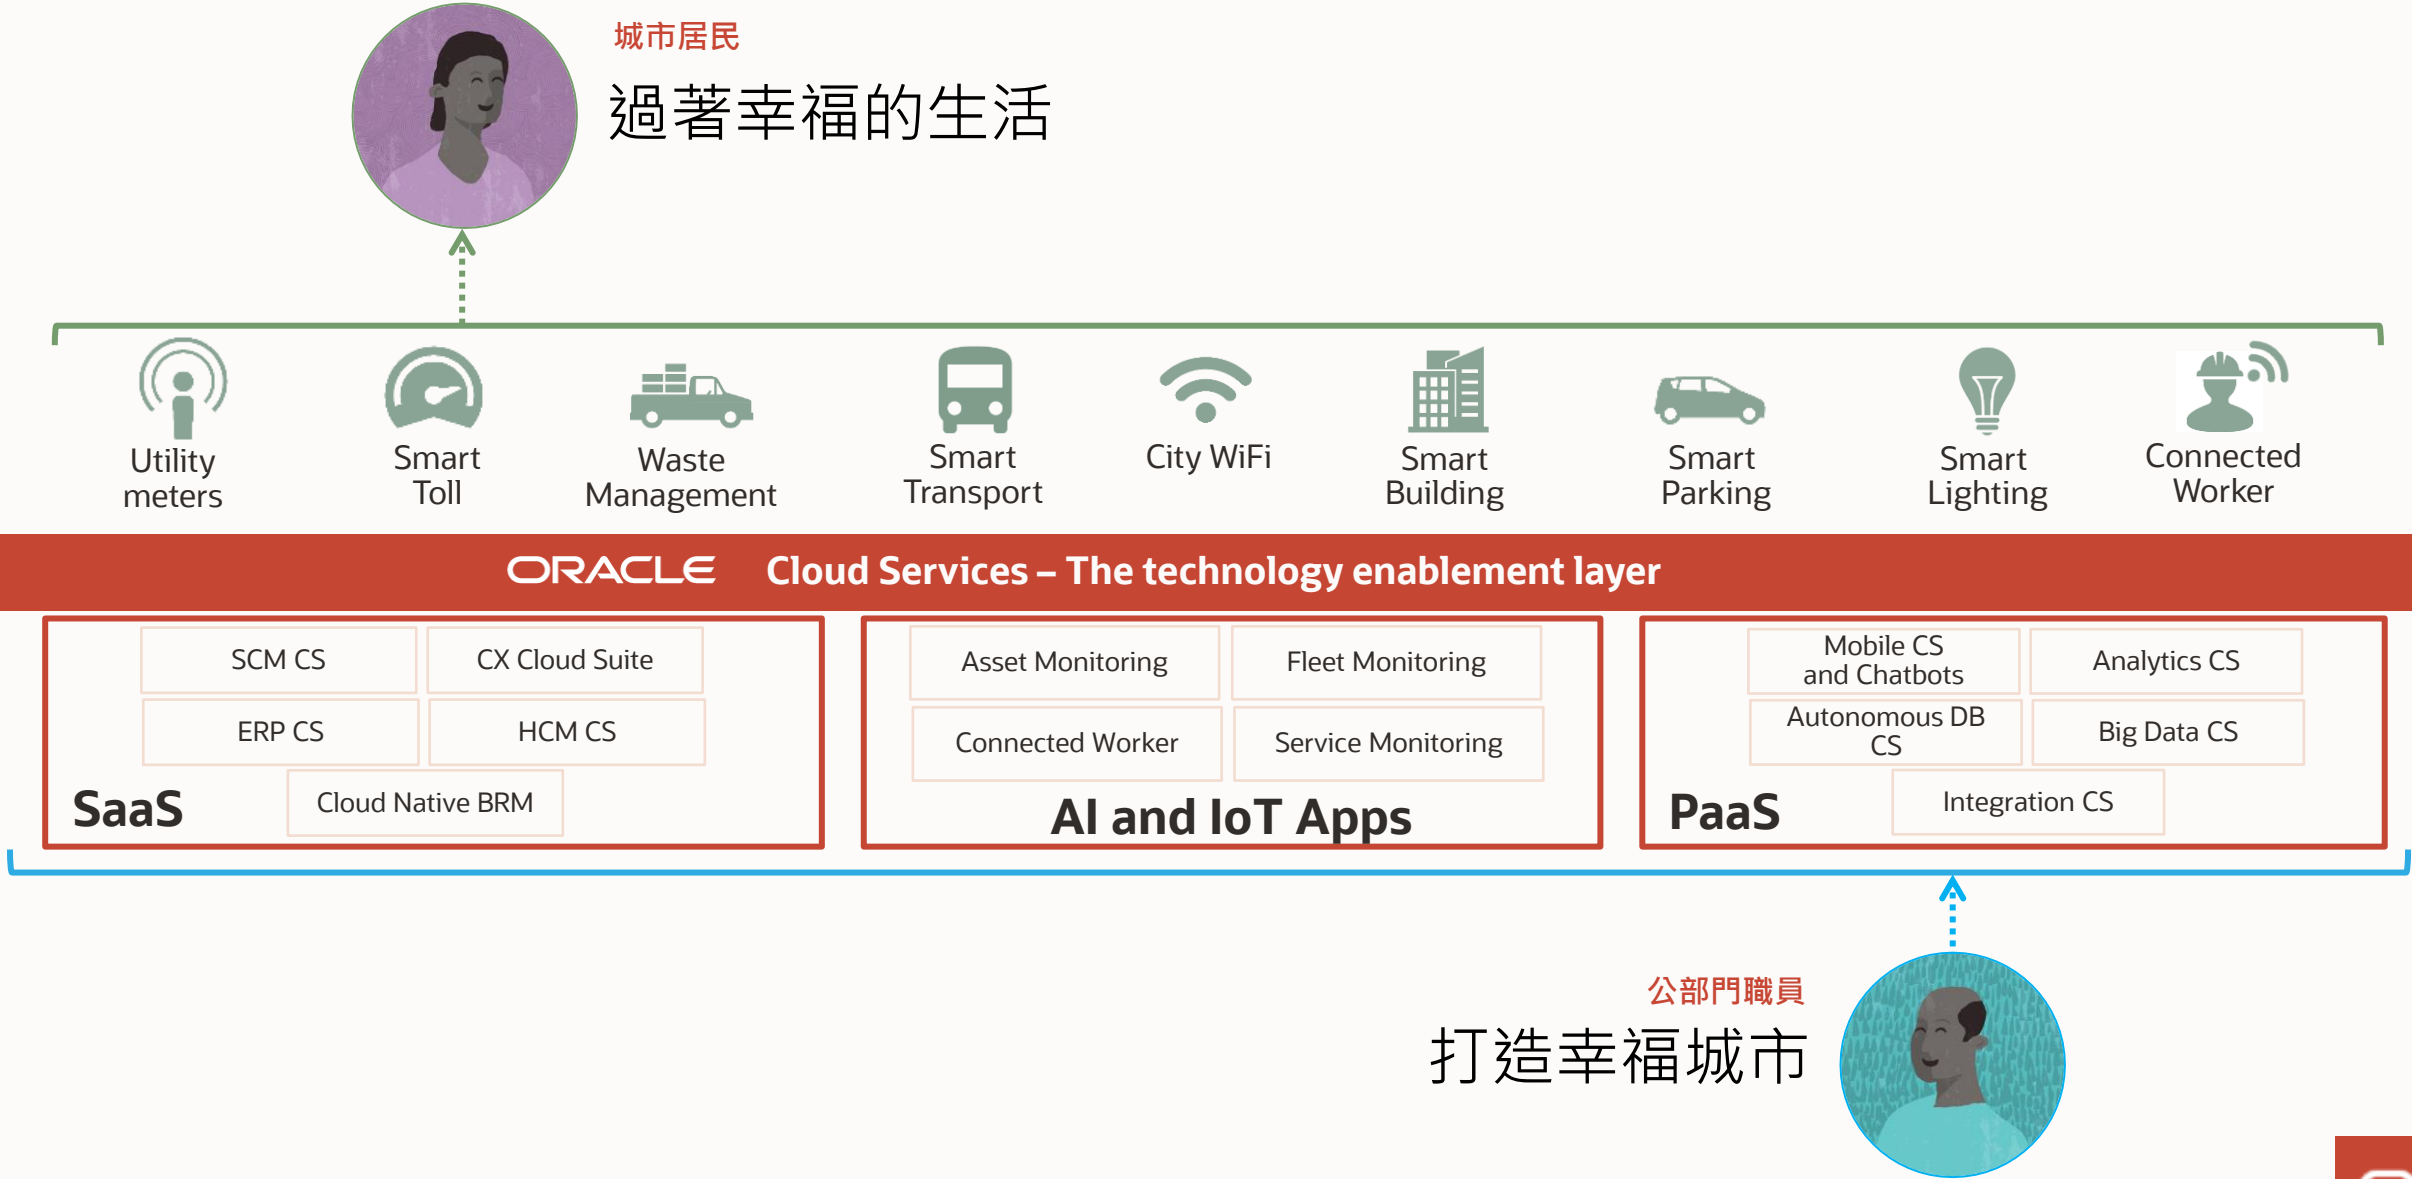 城市居民
過著幸福的生活
Utility
meters
Smart
Toll
Waste
Management
Smart
Transport
City WiFi
Smart
Building
Smart
Parking
Smart
Lighting
Connected
Worker
ORACLE Cloud Services – The technology enablement layer
SCM CS
CX Cloud Suite
ERP CS
HCM CS
Cloud Native BRM
SaaS
Asset Monitoring
Fleet Monitoring
Connected Worker
Service Monitoring
AI and IoT Apps
Mobile CS
and Chatbots
Analytics CS
Autonomous DB
CS
Big Data CS
Integration CS
PaaS
公部門職員
打造幸福城市